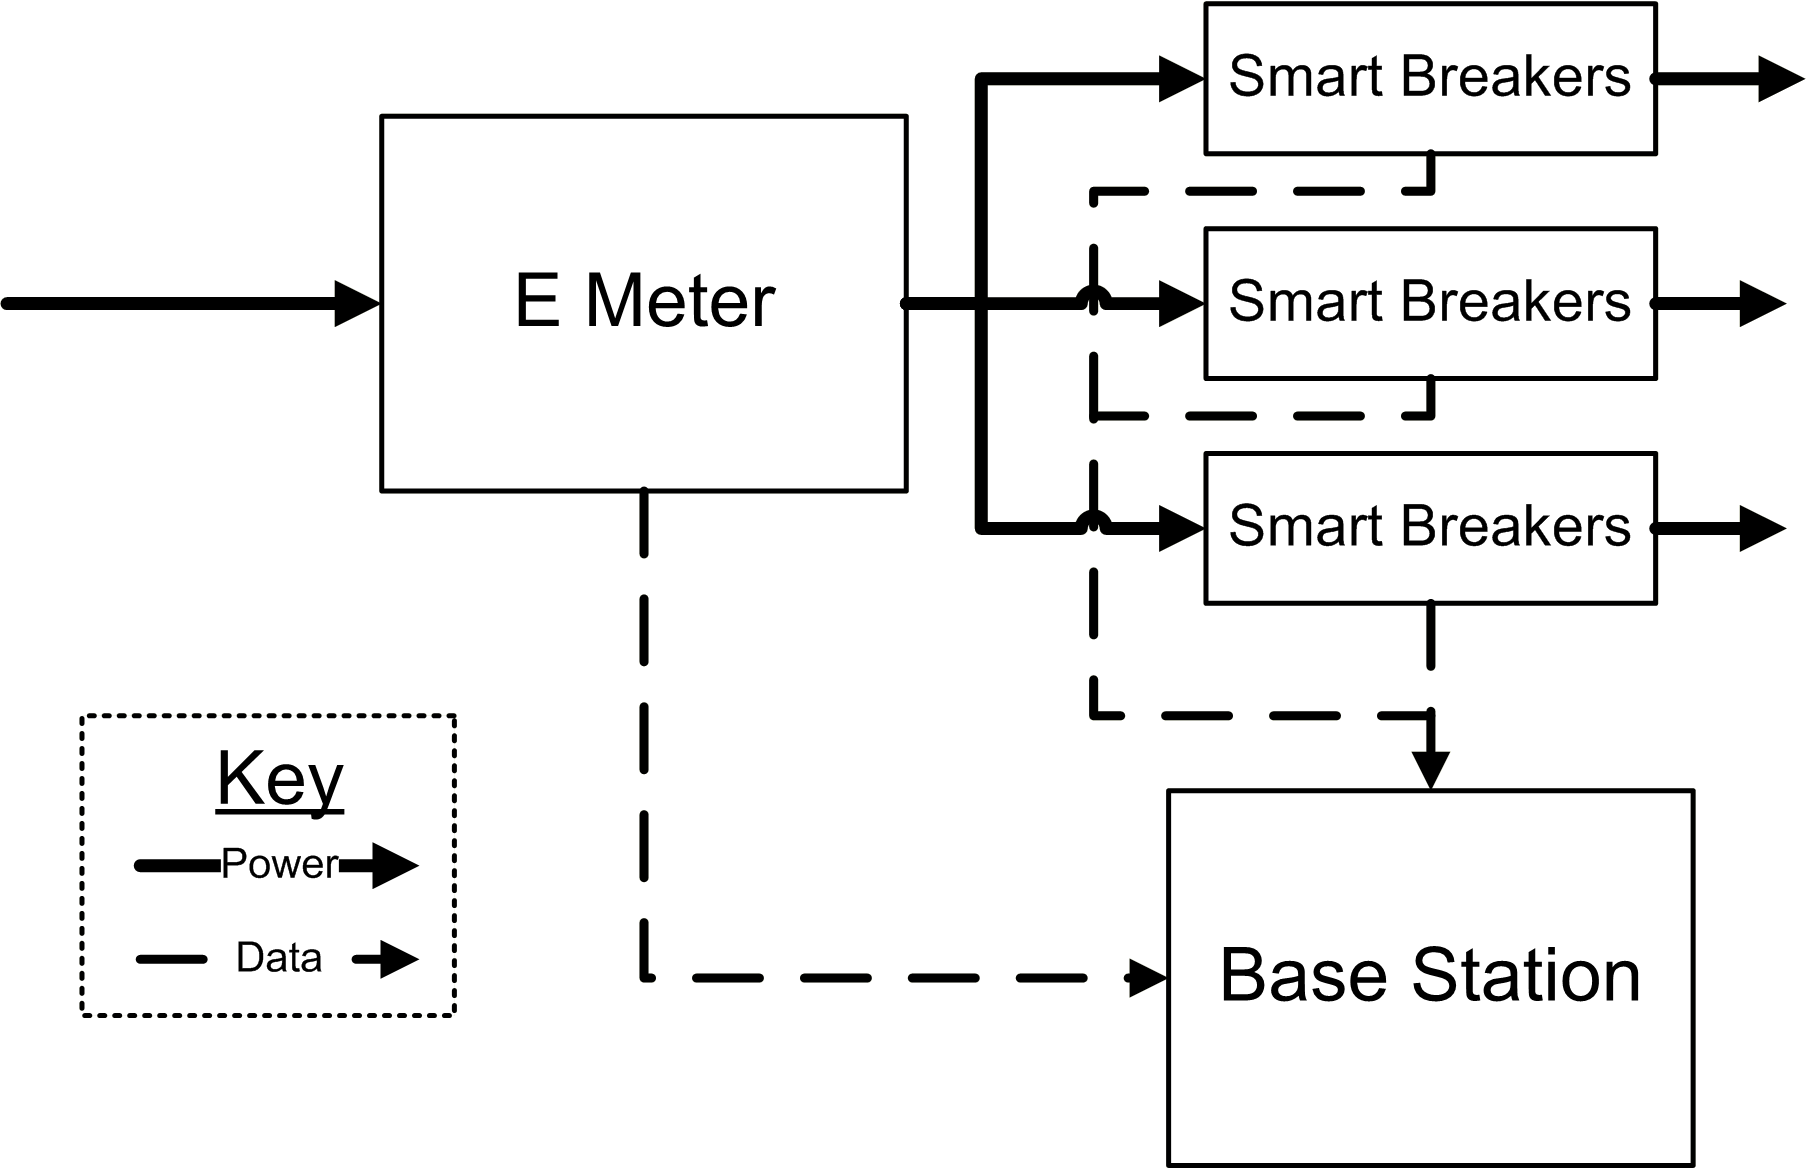 Smart Breakers
E Meter
Smart Breakers
Smart Breakers
Key
Power
Data
Base Station